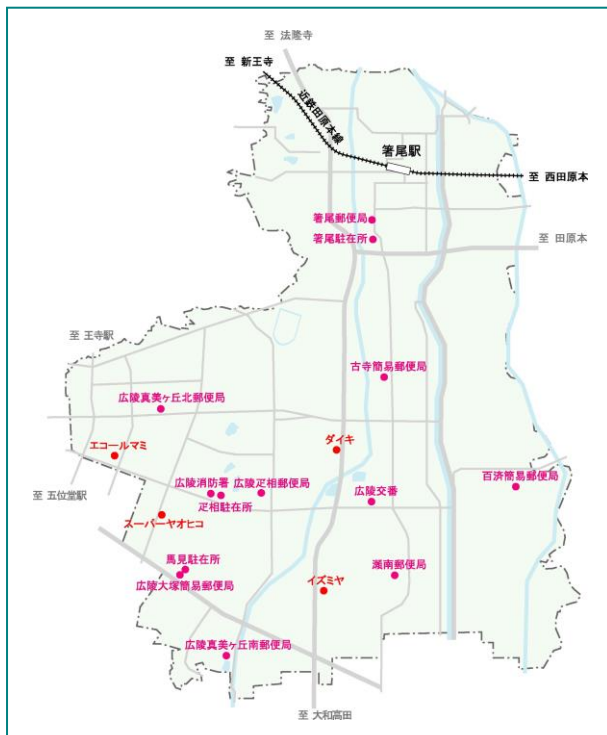 至 法隆寺
至 新王寺
近鉄田原本線
箸尾駅
至 西田原本
箸尾郵便局
箸尾駐在所
至 田原本
至 王寺駅
古寺簡易郵便局
広陵真美ヶ丘北郵便局
エコールマミ
ダイキ
百済簡易郵便局
広陵消防署
広陵疋相郵便局
至 五位堂駅
疋相駐在所
広陵交番
スーパーヤオヒコ
馬見駐在所
瀬南郵便局
広陵大塚簡易郵便局
イズミヤ
広陵真美ヶ丘南郵便局
至 大和高田